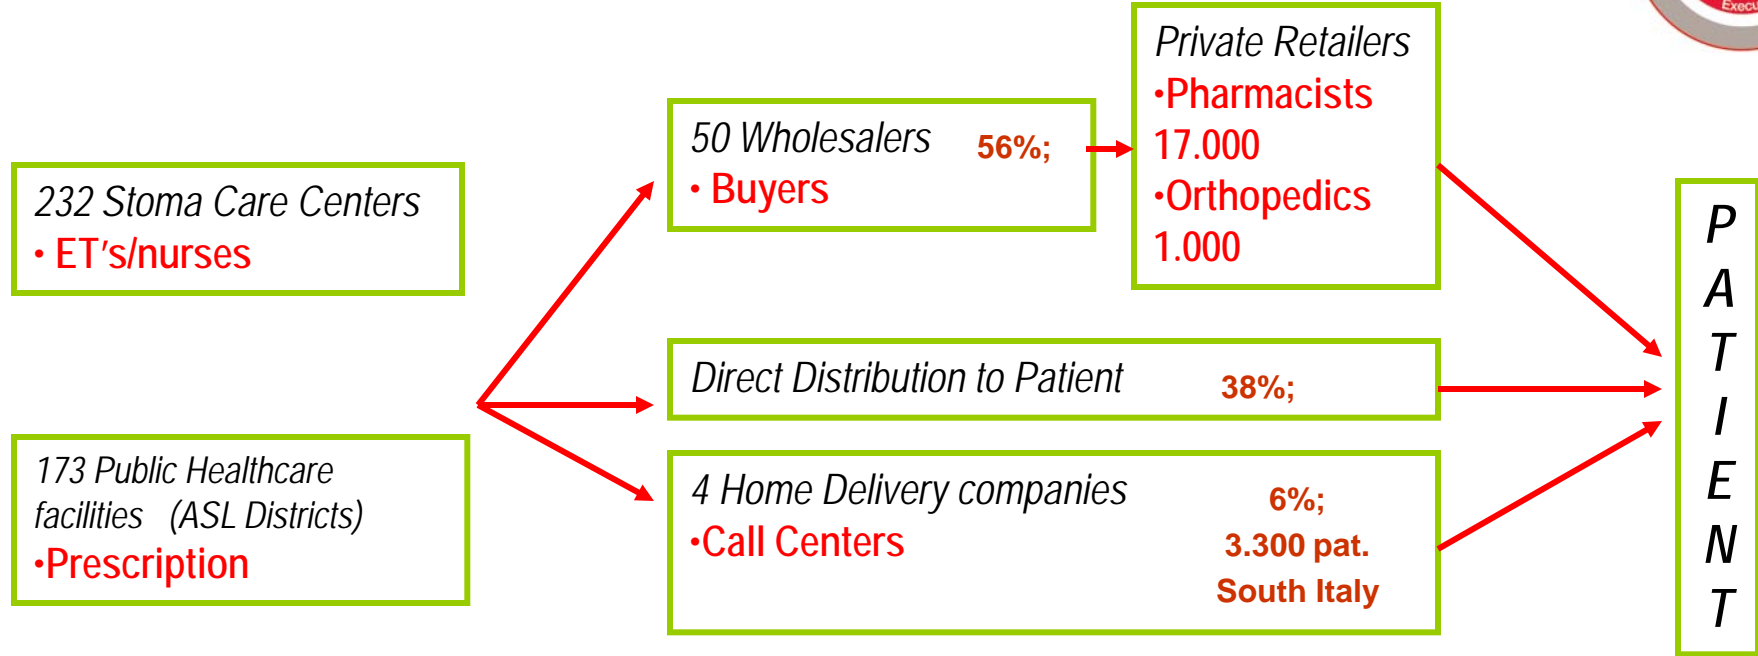 Execu
232 Stoma Care Centers
• ET's/nurses
173 Public Healthcare
facilities (ASL Districts)
•Prescription
50 Wholesalers 56%;
• Buyers
Private Retailers
•Pharmacists
17.000
•Orthopedics
1.000
Direct Distribution to Patient 38%;
4 Home Delivery companies 6%;
•Call Centers 3.300 pat.
South Italy
P
A
T
I
E
N
T